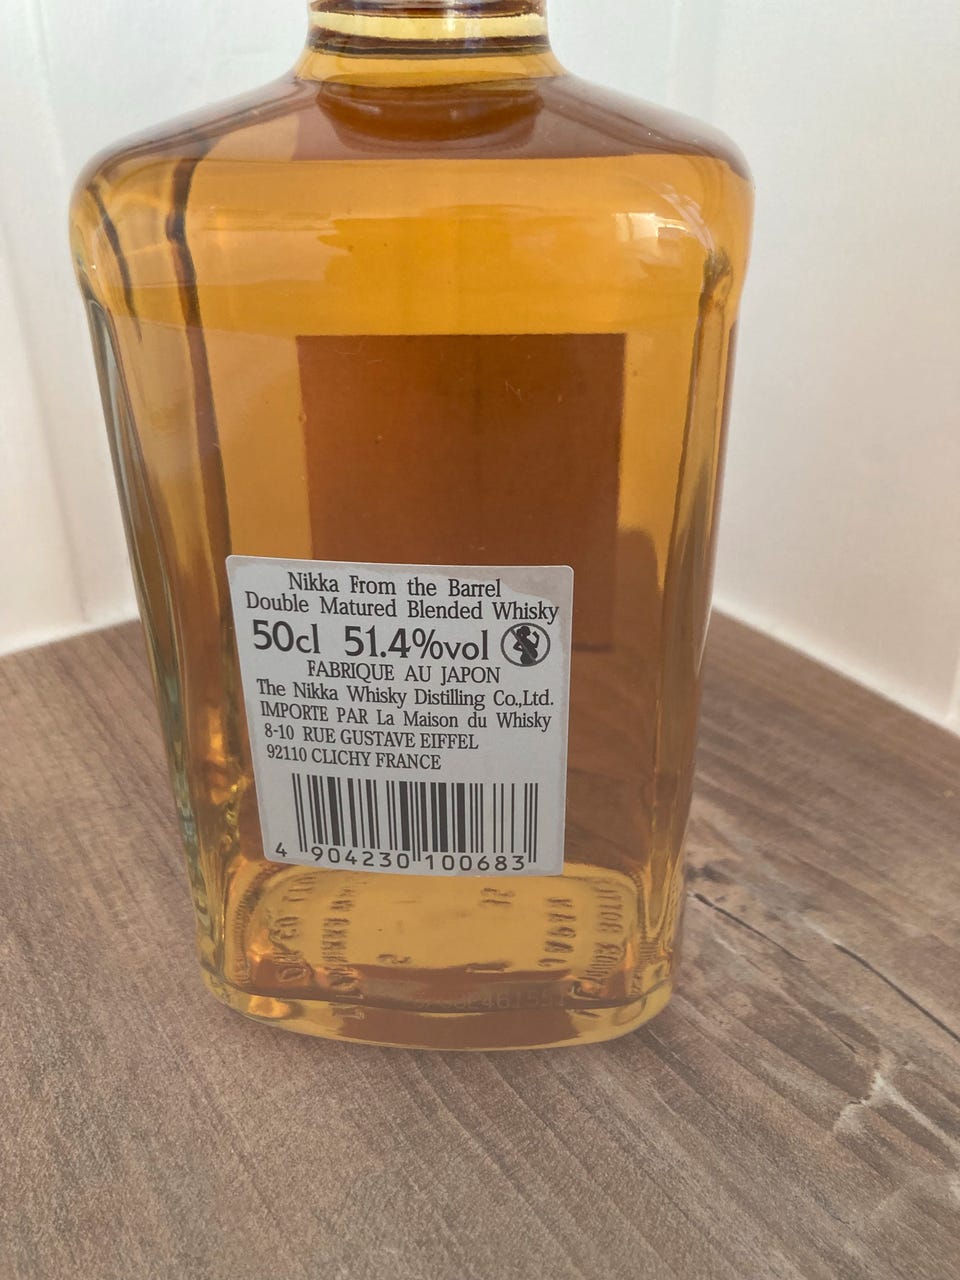 Nikka From the Barrel
Double Matured Blended Whisky
50cl 51.4%vol
FABRIQUE AU JAPON
The Nikka Whisky Distilling Co.,Ltd.
IMPORTE PAR La Maison du Whisky
8-10 RUE GUSTAVE EIFFEL
92110 CLICHY FRANCE
4 904230 100683